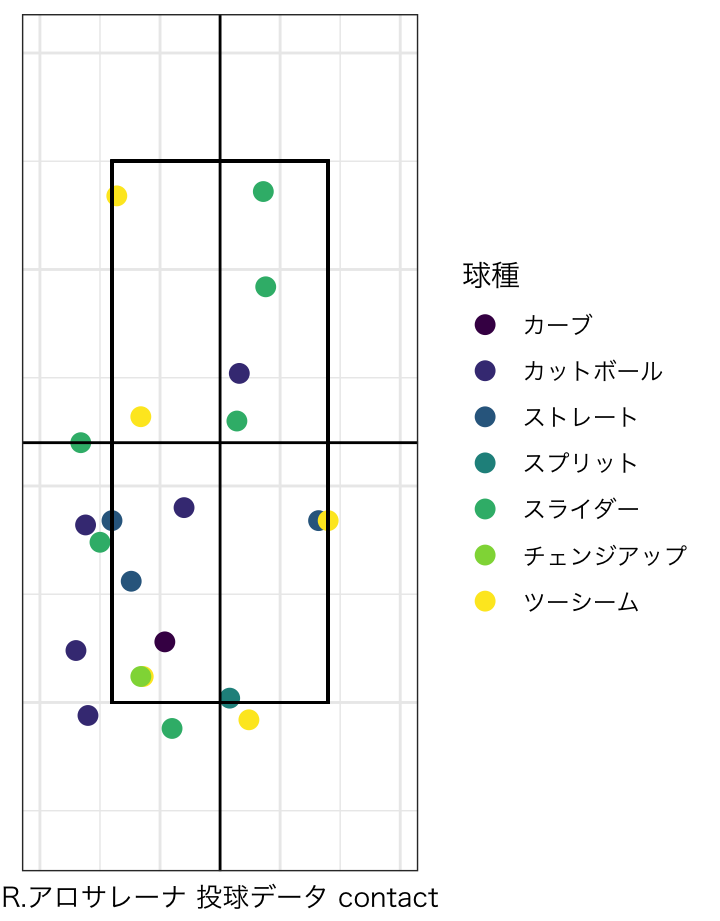 球種
カーブ
カットボール
ストレート
スプリット
スライダー
チェンジアップ
ツーシーム
R.アロサレーナ 投球データ contact